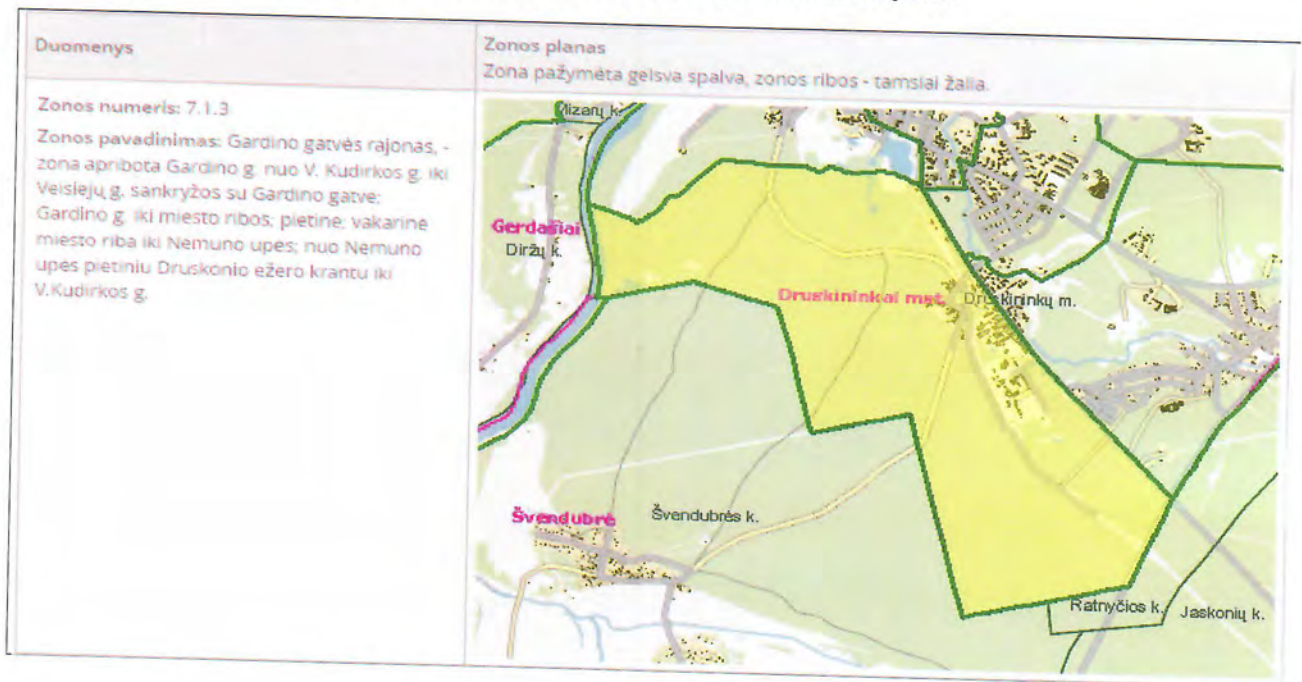 Duomenys
Zonos planas
Zona pažymėta gelsva spalva, zonos ribos - tamsiai žalia.
Zonos numeris: 7.1.3
Zonos pavadinimas: Gardino gatvės rajonas, -
zona apribota Gardino g. nuo V. Kudirkos g. iki
Veisiejų g. sankryžos su Gardino gatve;
Gardino g. iki miesto ribos; pietinė; vakarinė
miesto riba iki Nemuno upės; nuo Nemuno
upės pietiniu Druskonio ežero krantu iki
V.Kudirkos g.
Mizarų k.
Gerdašiai
Diržų k.
Druskininkai mst.
Druskininkų m.
Švendubrė
Švendubrės k.
Ratnyčios k.
Jaskonių k.